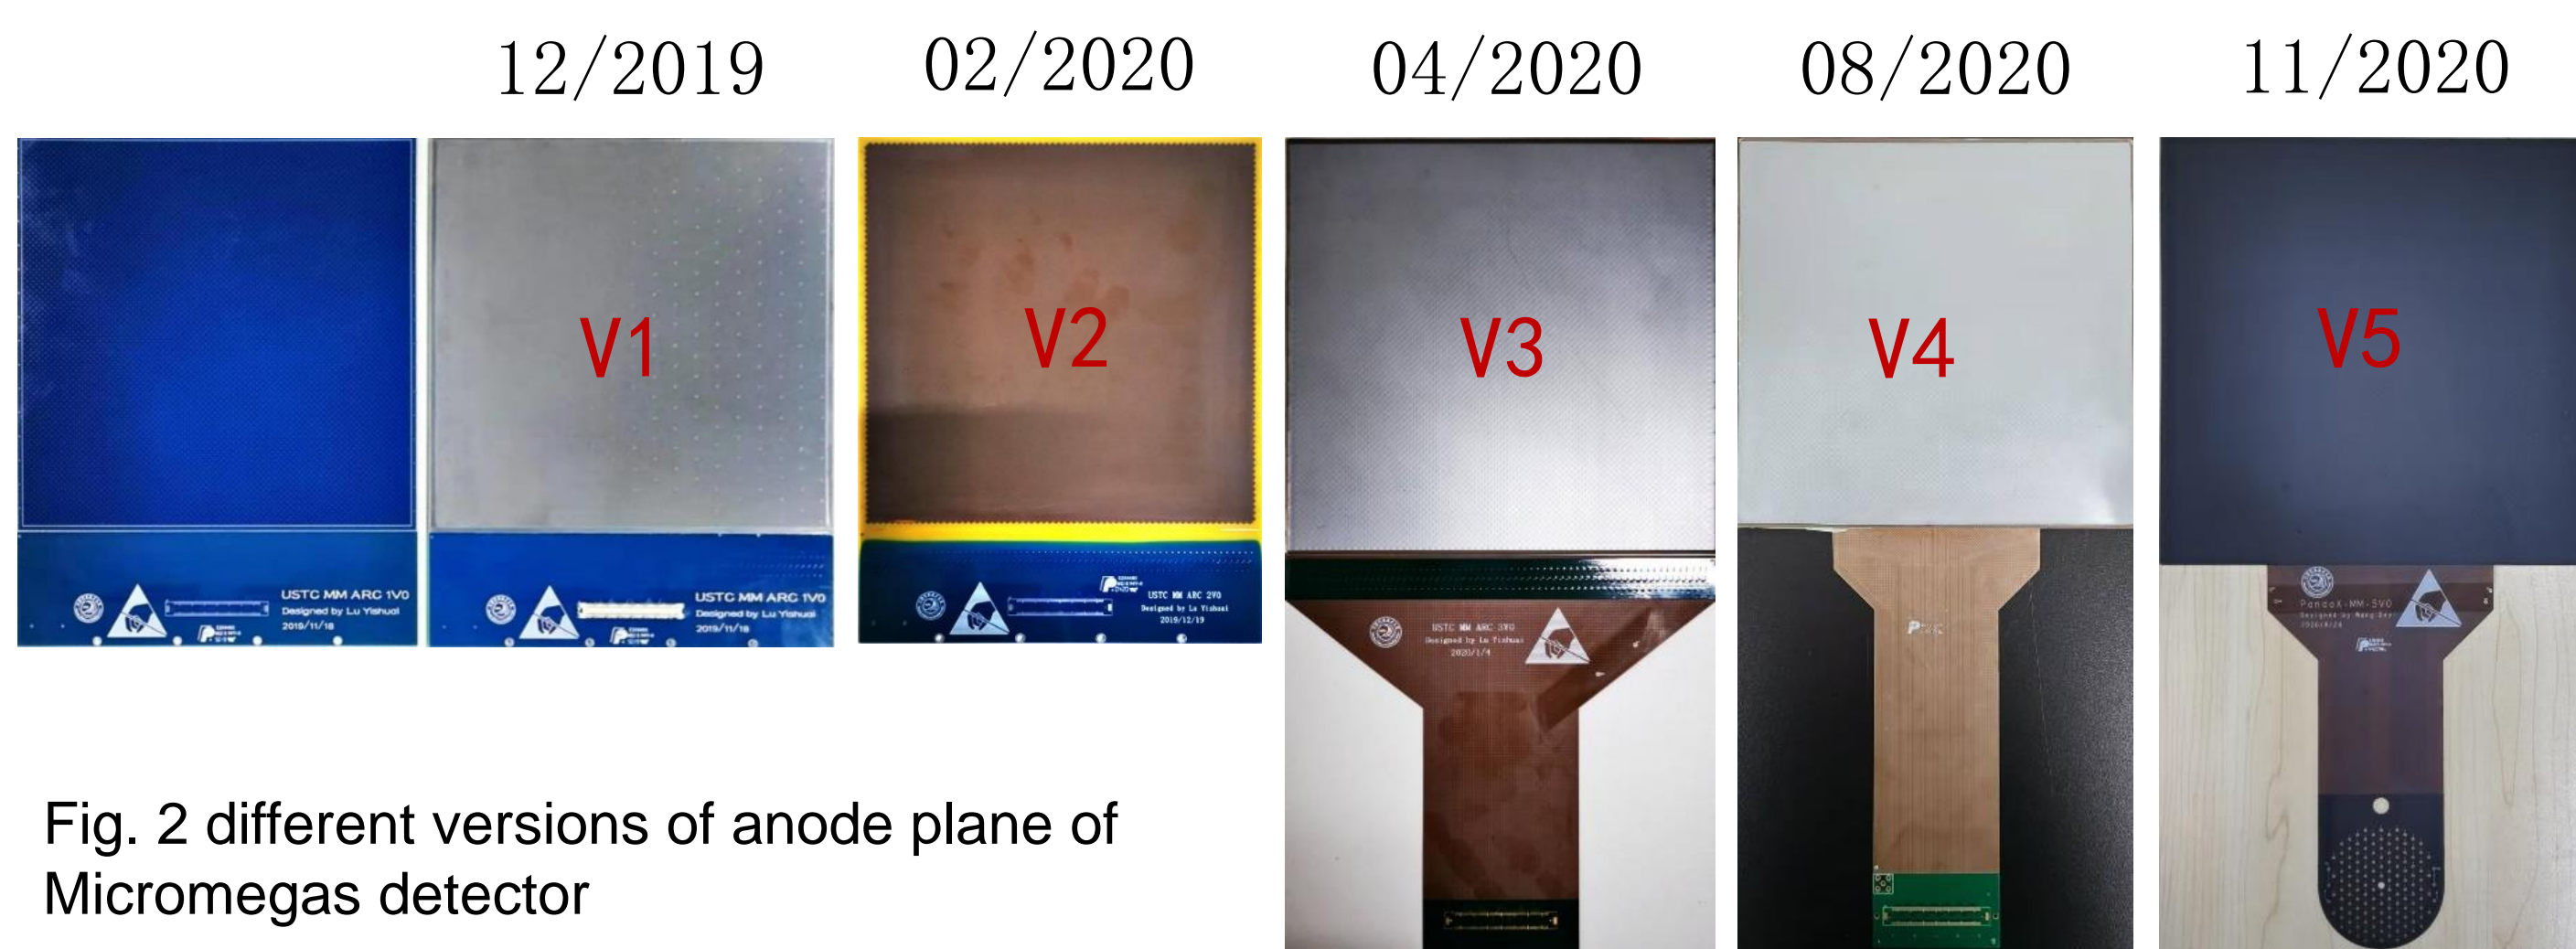 12/2019
02/2020
04/2020
08/2020
11/2020
V1
V2
V3
V4
V5
USTC MM ARC 1V0
Designed by Lu Yishuai
2019/11/18
USTC MM ARC 1V0
Designed by Lu Yishuai
2019/11/18
USTC MM ARC 2V0
Designed by Lu Yishuai
2019/12/19
USTC MM ARC 3V0
Designed by Lu Yishuai
2020/1/4
PandaX-MM-5V0
Designed by
Fig. 2 different versions of anode plane of
Micromegas detector